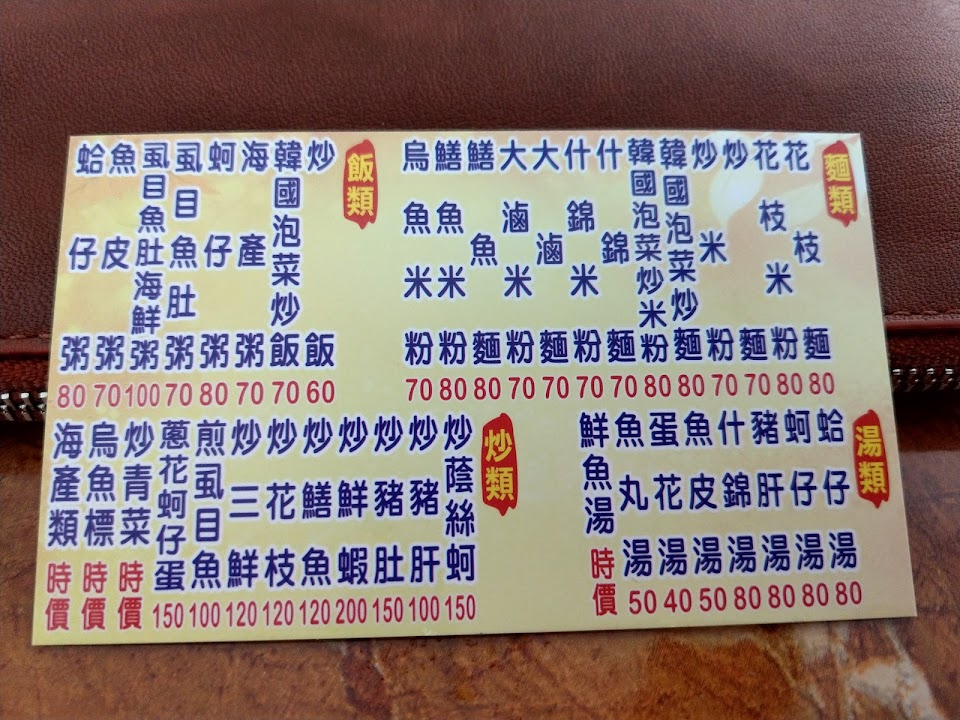 麵類
花枝麵 80
花枝米粉 80
炒麵 70
炒米粉 70
韓國泡菜炒麵 80
韓國泡菜炒米粉 80
什錦麵 70
什錦米粉 70
大滷麵 70
大滷米粉 70
鱔魚麵 80
鱔魚米粉 80
烏魚米粉 70
飯類
炒飯 60
韓國泡菜炒飯 70
海產粥 70
蚵仔粥 80
虱目魚肚粥 70
虱目魚肚海鮮粥 100
魚皮粥 70
蛤仔粥 80
湯類
蛤仔湯 80
蚵仔湯 80
豬肝湯 80
什錦湯 80
魚皮湯 50
蛋花湯 40
魚丸湯 50
鮮魚湯 時價
炒類
炒蔭絲蚵 150
炒豬肝 100
炒豬肚 150
炒鮮蝦 200
炒鱔魚 120
炒花枝 120
炒三鮮 120
煎虱目魚 100
蔥花蚵仔蛋 150
炒青菜 時價
烏魚標 時價
海產類 時價